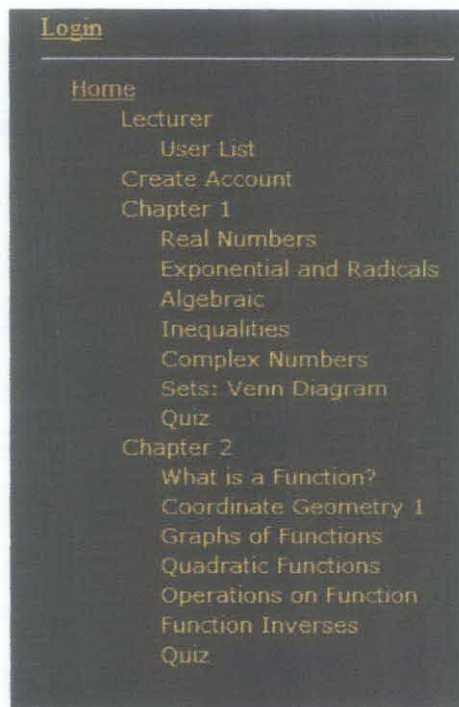 Login
Home
Lecturer
User List
Create Account
Chapter 1
Real Numbers
Exponential and Radicals
Algebraic
Inequalities
Complex Numbers
Sets: Venn Diagram
Quiz
Chapter 2
What is a Function?
Coordinate Geometry 1
Graphs of Functions
Quadratic Functions
Operations on Function
Function Inverses
Quiz